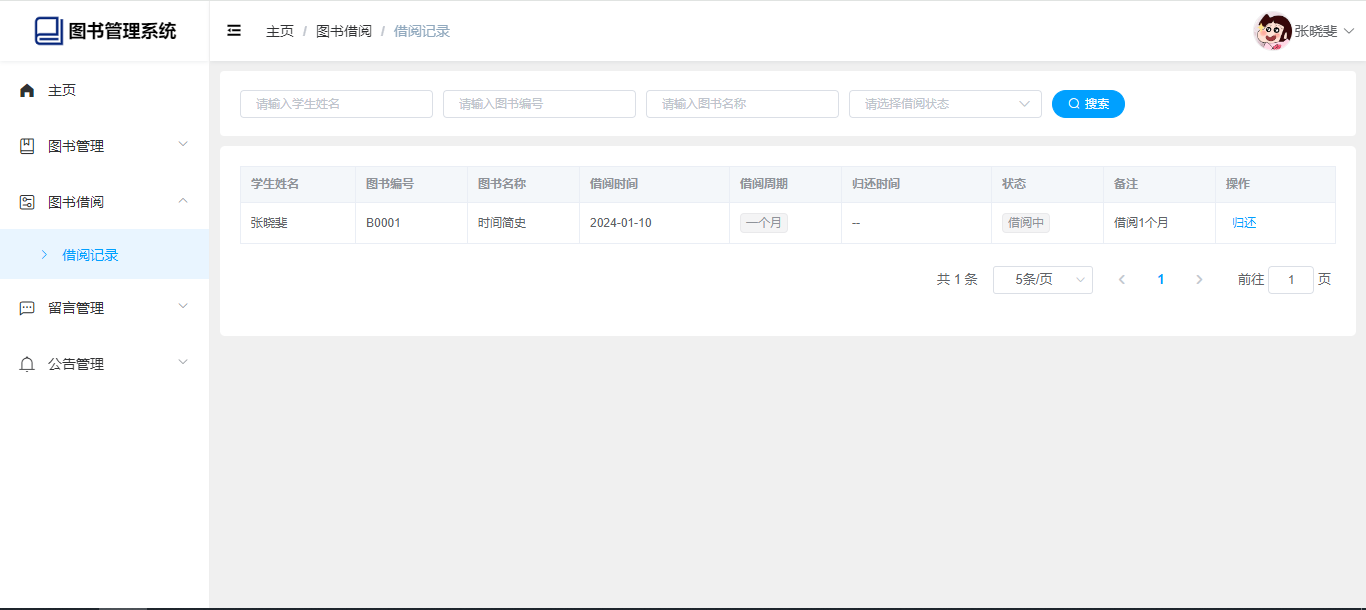 图书管理系统
主页 / 图书借阅 / 借阅记录
张晓斐
主页
图书管理
图书借阅
借阅记录
留言管理
公告管理
请输入学生姓名 请输入图书编号 请输入图书名称 请选择借阅状态 搜索
学生姓名 图书编号 图书名称 借阅时间 借阅周期 归还时间 状态 备注 操作
张晓斐 B0001 时间简史 2024-01-10 一个月 -- 借阅中 借阅1个月 归还
共 1 条 5条/页 1 前往 1 页